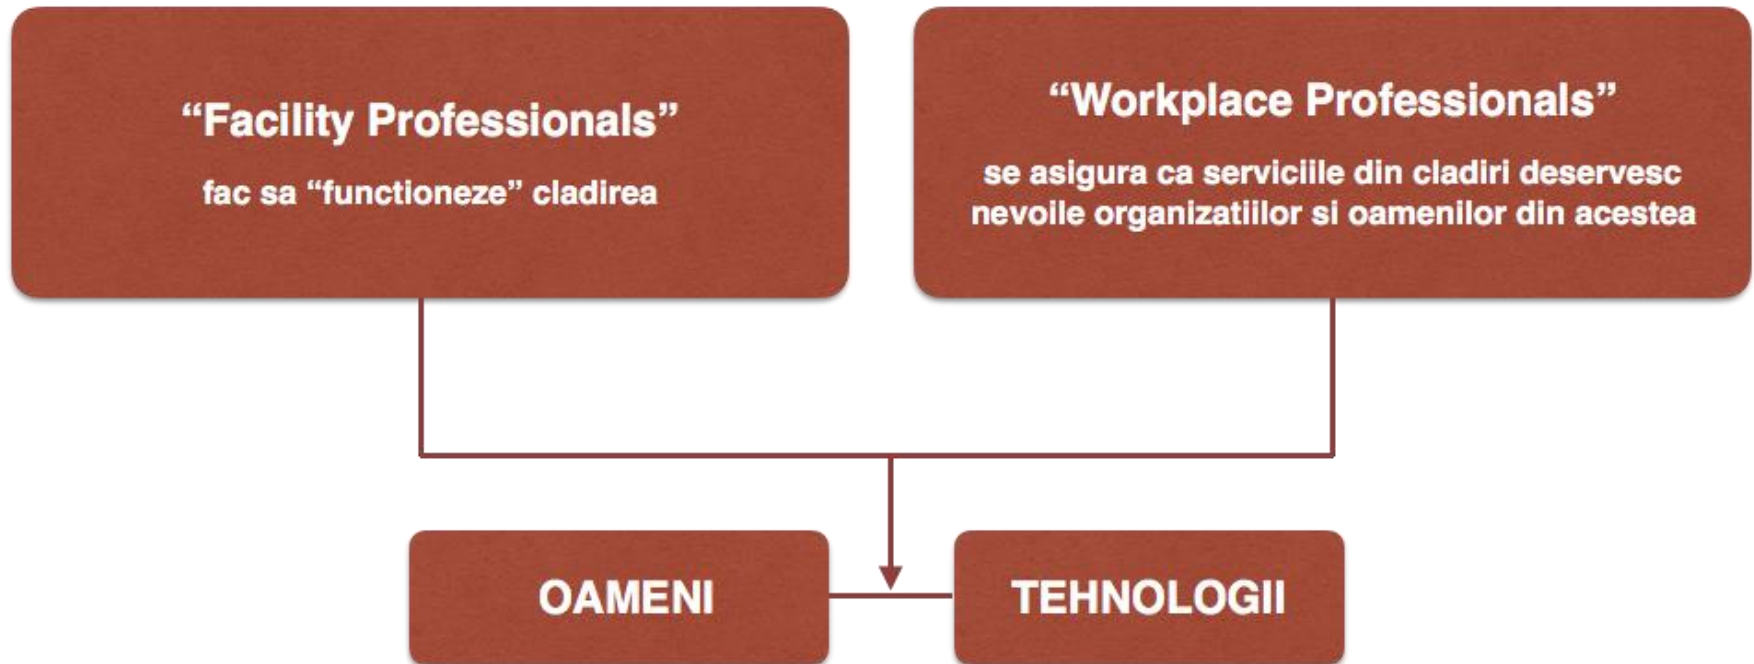 “Facility Professionals”
fac sa “functioneze” cladirea
“Workplace Professionals”
se asigura ca serviciile din cladiri deservesc
nevoile organizatiilor si oamenilor din acestea
OAMENI
TEHNOLOGII